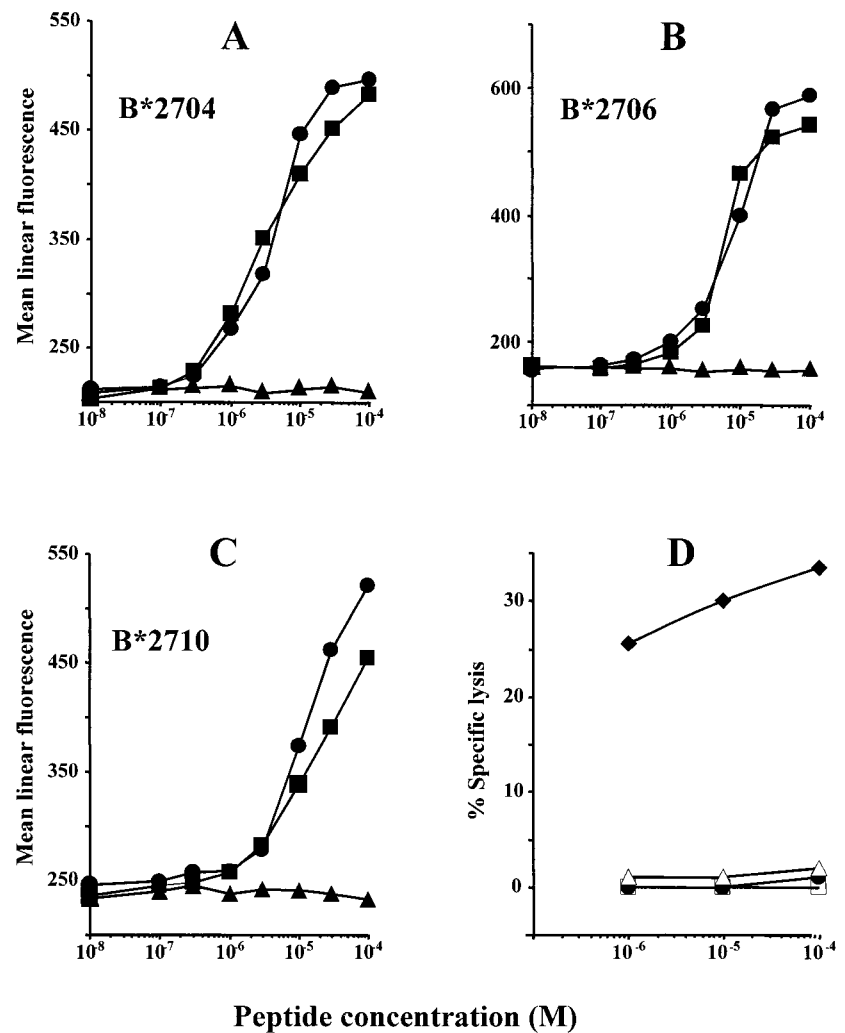 A
B
550
B*2704
450
350
250
Mean linear fluorescence
10⁻⁸ 10⁻⁷ 10⁻⁶ 10⁻⁵ 10⁻⁴
B*2706
600
400
200
10⁻⁸ 10⁻⁷ 10⁻⁶ 10⁻⁵ 10⁻⁴
C
D
550
B*2710
450
350
250
Mean linear fluorescence
10⁻⁸ 10⁻⁷ 10⁻⁶ 10⁻⁵ 10⁻⁴
30
20
10
0
% Specific lysis
10⁻⁶ 10⁻⁵ 10⁻⁴
Peptide concentration (M)